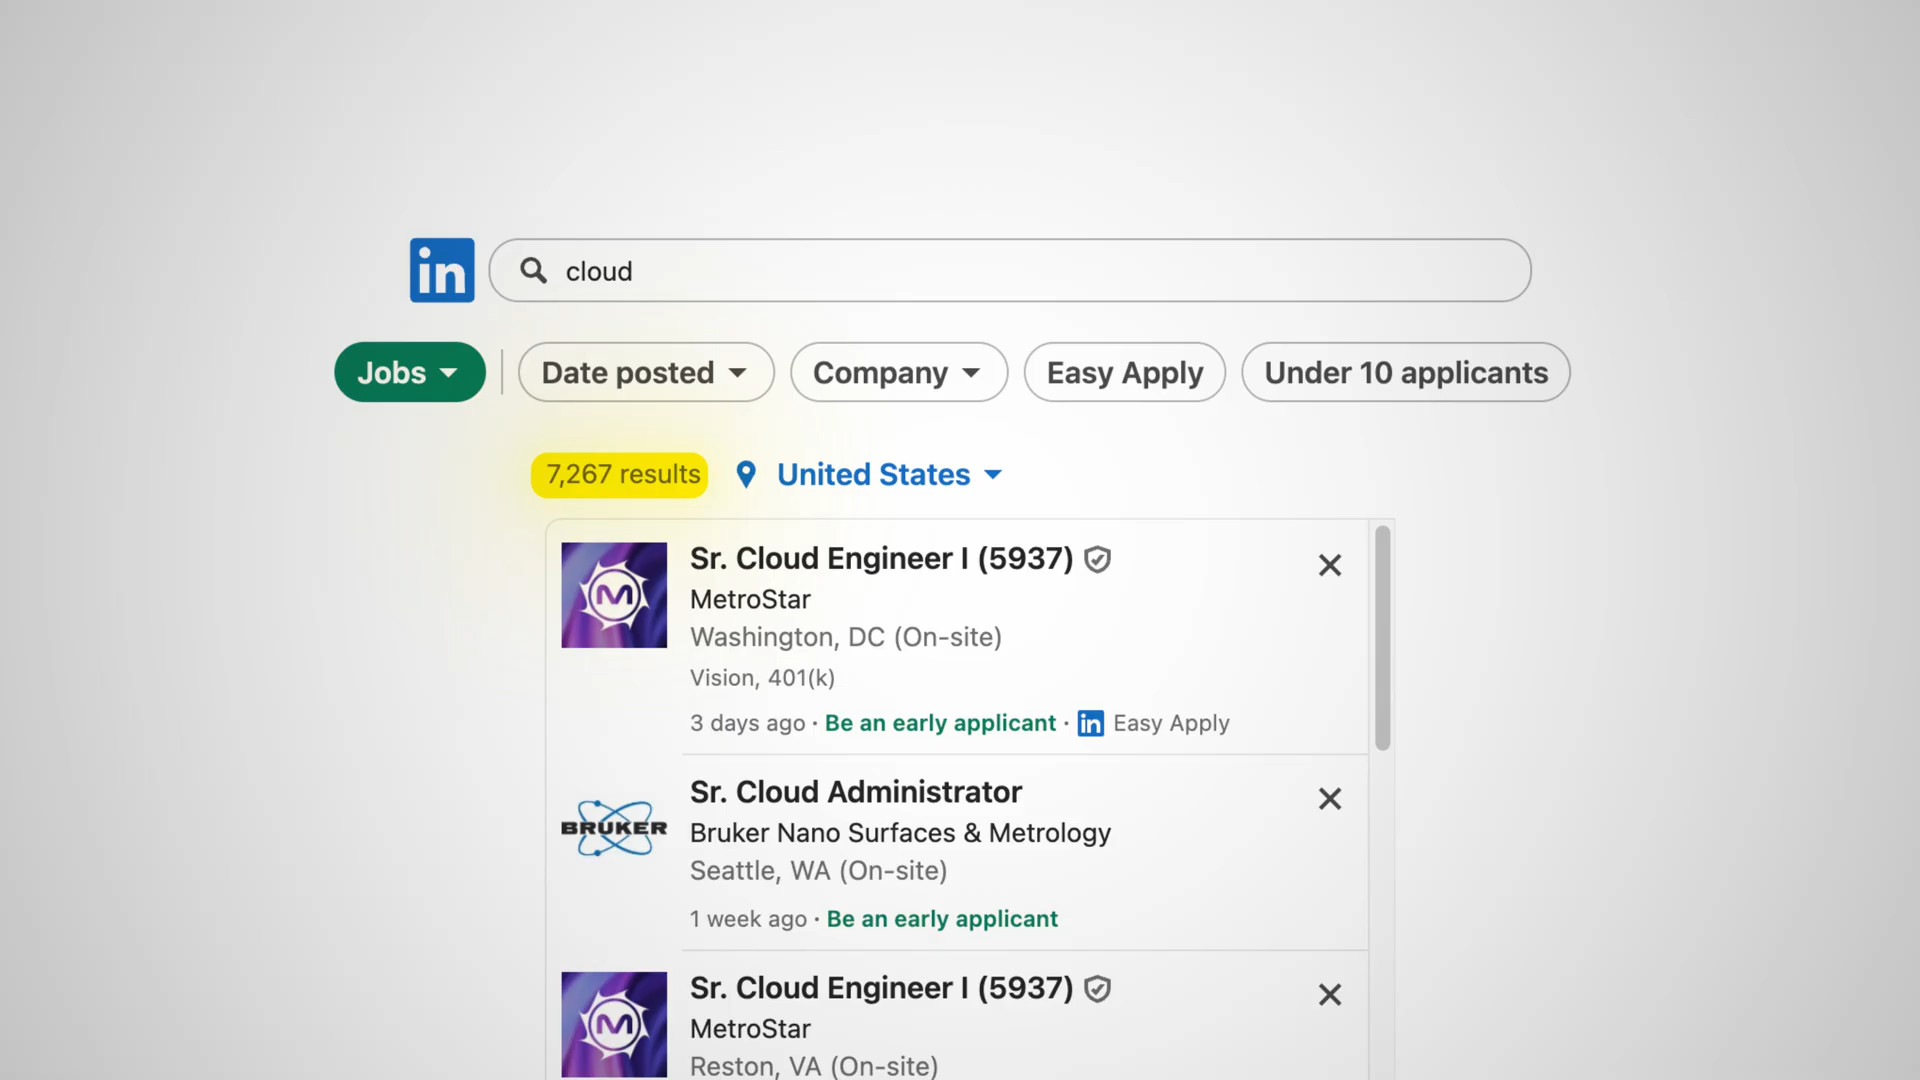 in cloud
Jobs Date posted Company Easy Apply Under 10 applicants
7,267 results United States
Sr. Cloud Engineer I (5937)
MetroStar
Washington, DC (On-site)
Vision, 401(k)
3 days ago · Be an early applicant · in Easy Apply
BRUKER
Sr. Cloud Administrator
Bruker Nano Surfaces & Metrology
Seattle, WA (On-site)
1 week ago · Be an early applicant
Sr. Cloud Engineer I (5937)
MetroStar
Reston, VA (On-site)